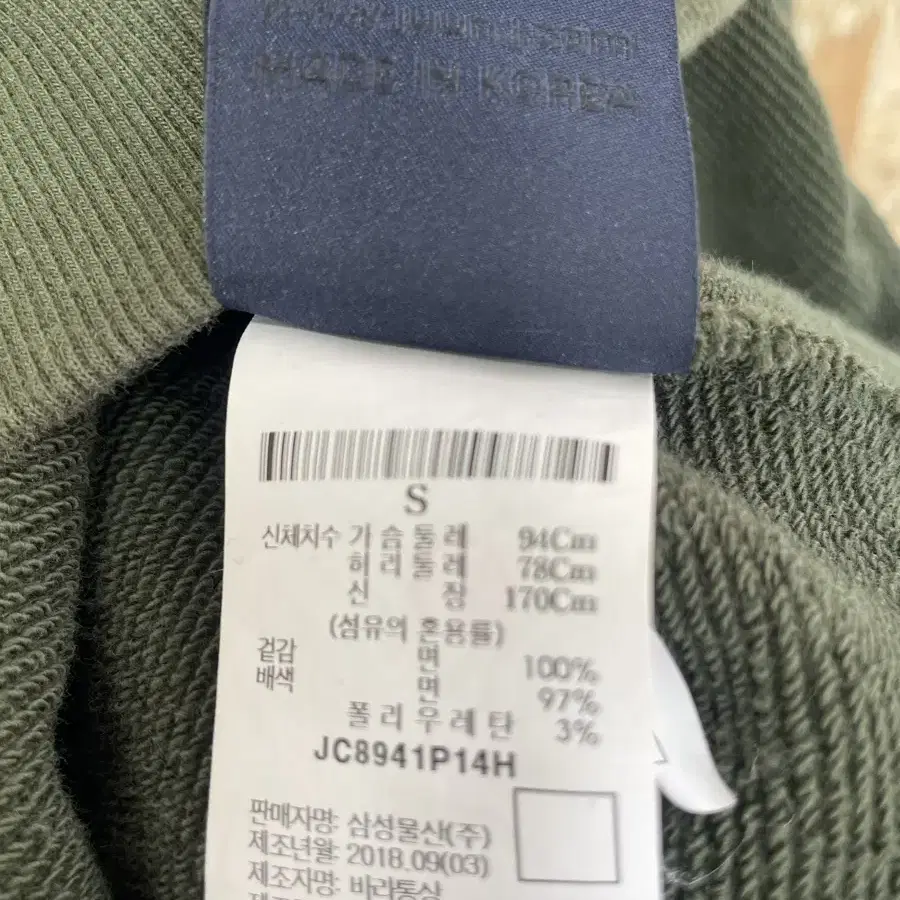 MADE IN KOREA
S
신체치수 가슴둘레 94Cm
허리둘레 78Cm
신 장 170Cm
(섬유의 혼용률)
겉감 면 100%
배색 면 97%
폴리우레탄 3%
JC8941P14H
판매자명: 삼성물산(주)
제조년월: 2018.09(03)
제조자명: 바라통상